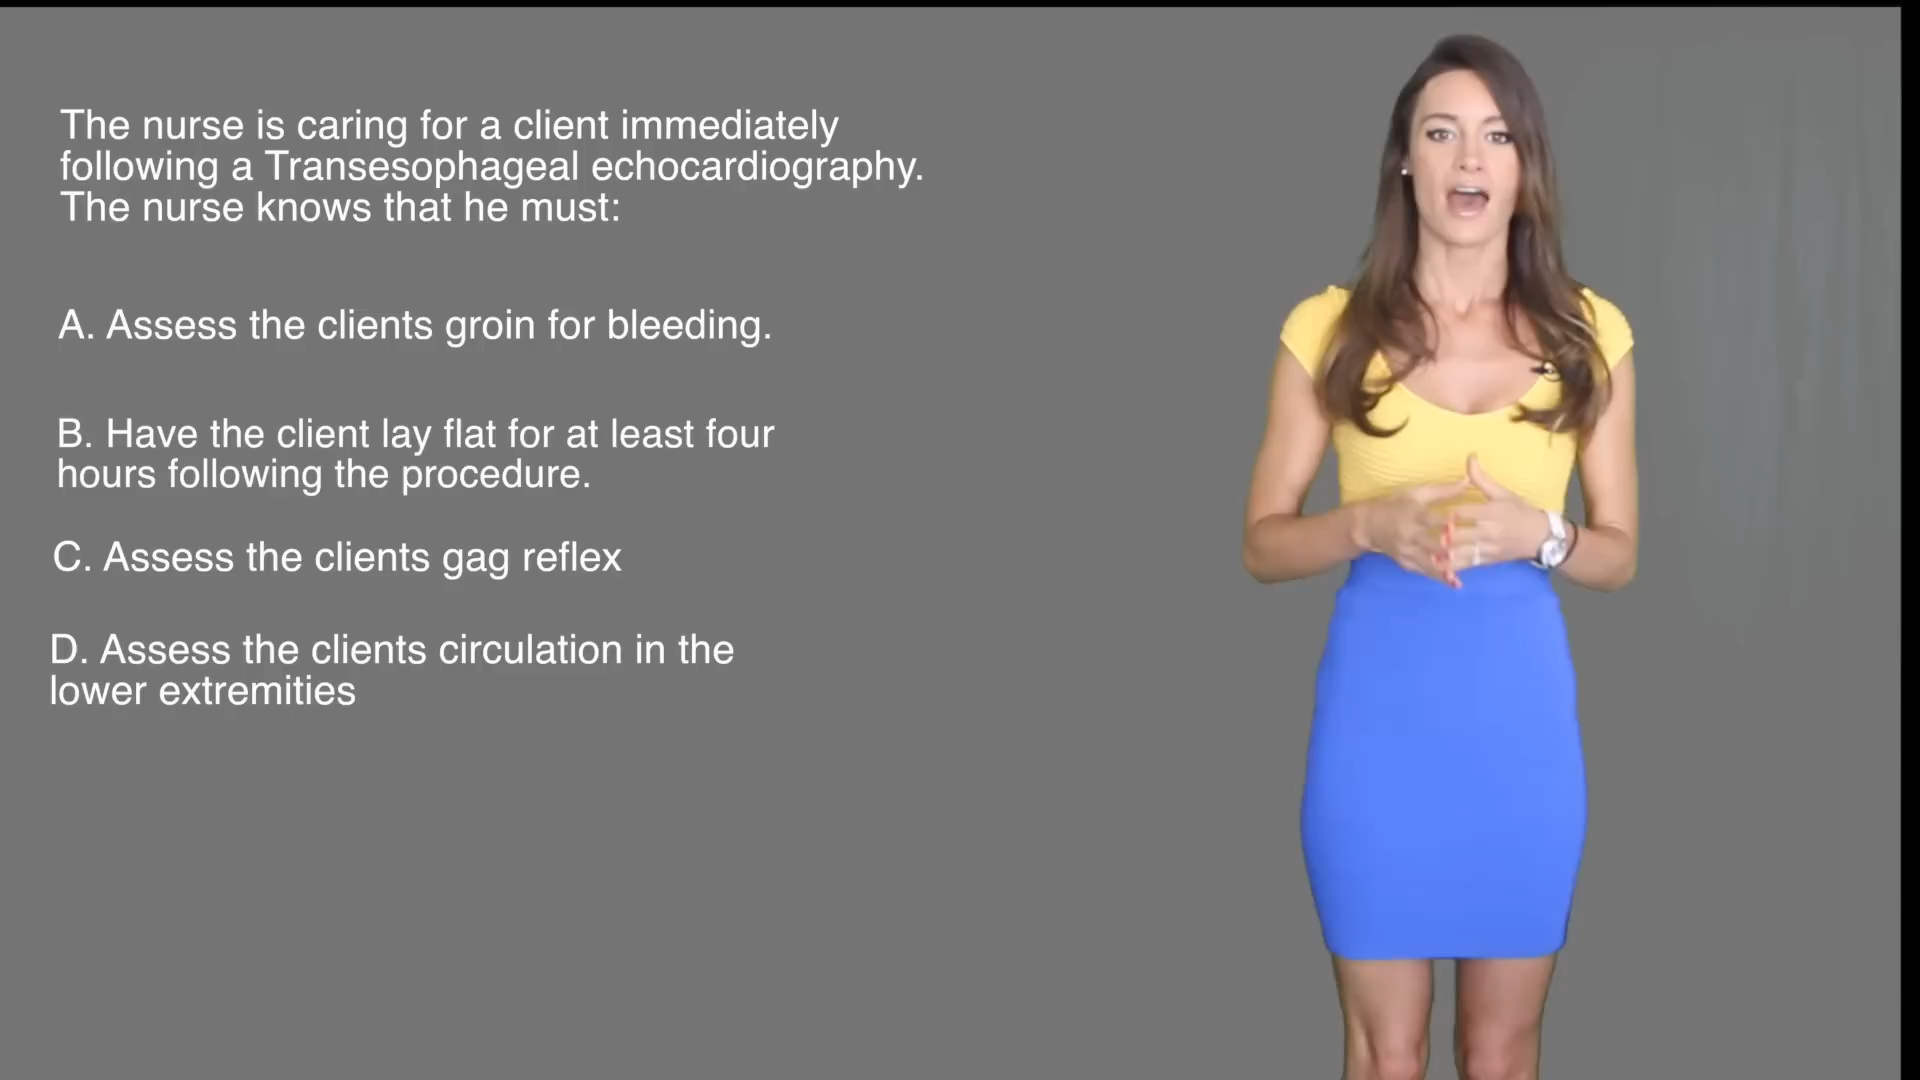 The nurse is caring for a client immediately
following a Transesophageal echocardiography.
The nurse knows that he must:
A. Assess the clients groin for bleeding.
B. Have the client lay flat for at least four
hours following the procedure.
C. Assess the clients gag reflex
D. Assess the clients circulation in the
lower extremities